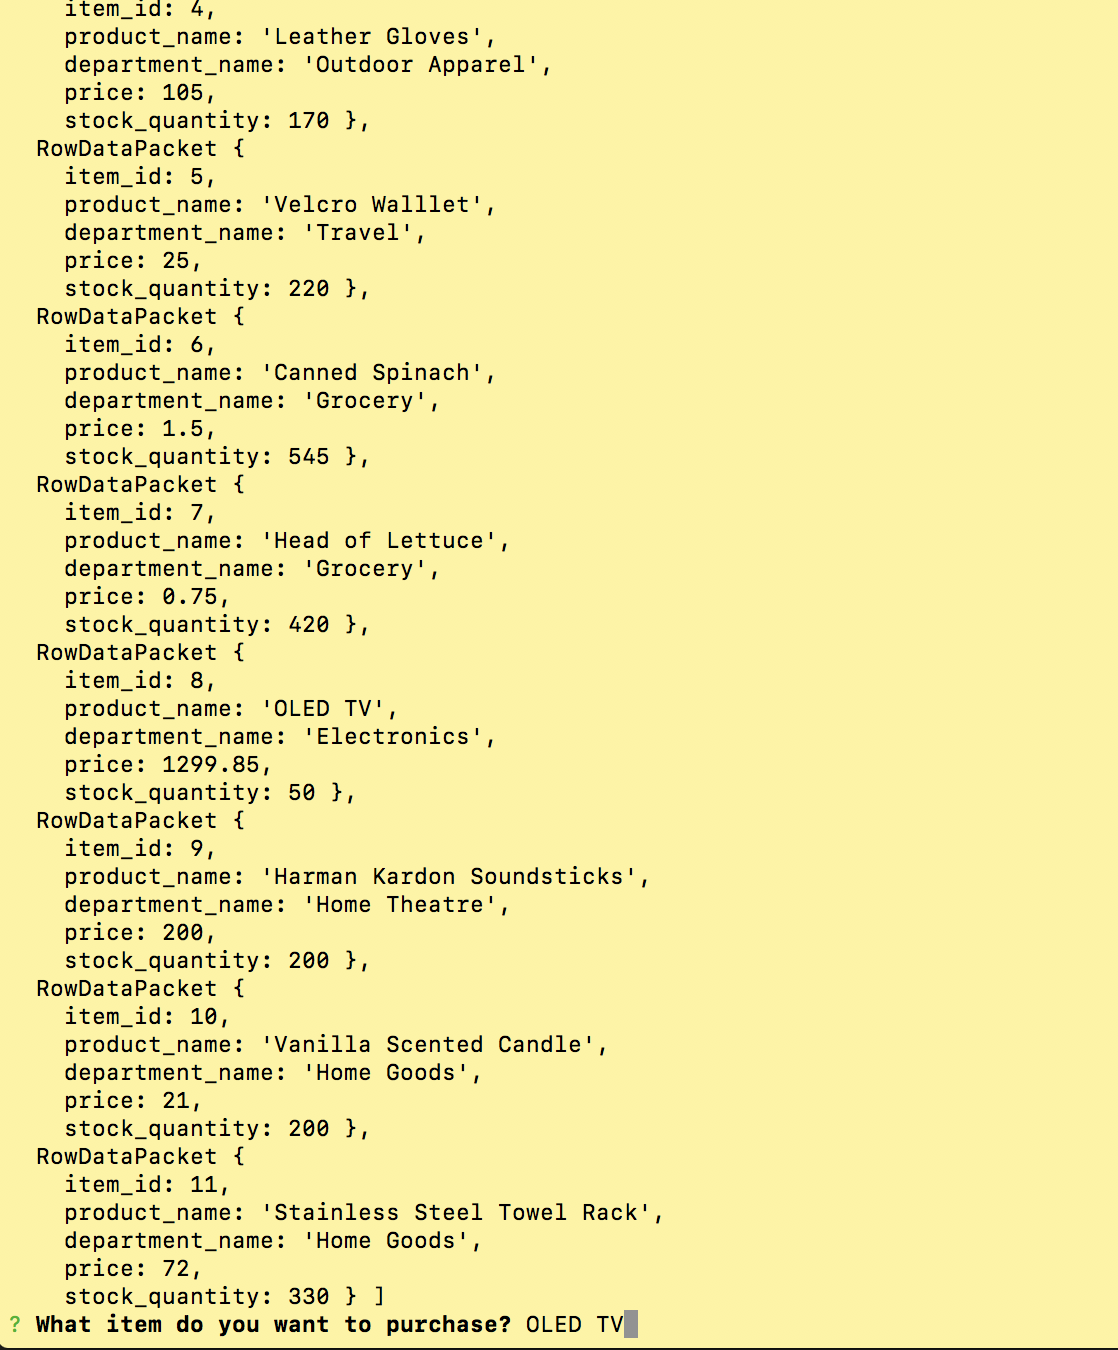 item_id: 4,
product_name: 'Leather Gloves',
department_name: 'Outdoor Apparel',
price: 105,
stock_quantity: 170 },
RowDataPacket {
item_id: 5,
product_name: 'Velcro Walllet',
department_name: 'Travel',
price: 25,
stock_quantity: 220 },
RowDataPacket {
item_id: 6,
product_name: 'Canned Spinach',
department_name: 'Grocery',
price: 1.5,
stock_quantity: 545 },
RowDataPacket {
item_id: 7,
product_name: 'Head of Lettuce',
department_name: 'Grocery',
price: 0.75,
stock_quantity: 420 },
RowDataPacket {
item_id: 8,
product_name: 'OLED TV',
department_name: 'Electronics',
price: 1299.85,
stock_quantity: 50 },
RowDataPacket {
item_id: 9,
product_name: 'Harman Kardon Soundsticks',
department_name: 'Home Theatre',
price: 200,
stock_quantity: 200 },
RowDataPacket {
item_id: 10,
product_name: 'Vanilla Scented Candle',
department_name: 'Home Goods',
price: 21,
stock_quantity: 200 },
RowDataPacket {
item_id: 11,
product_name: 'Stainless Steel Towel Rack',
department_name: 'Home Goods',
price: 72,
stock_quantity: 330 } ]
? What item do you want to purchase? OLED TV